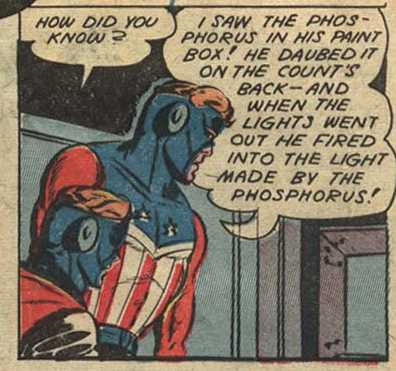 HOW DID YOU
KNOW?
I SAW THE PHOS-
PHORUS IN HIS PAINT
BOX! HE DAUBED IT
ON THE COUNT'S
BACK—AND
WHEN THE
LIGHTS WENT
OUT HE FIRED
INTO THE LIGHT
MADE BY THE
PHOSPHORUS!